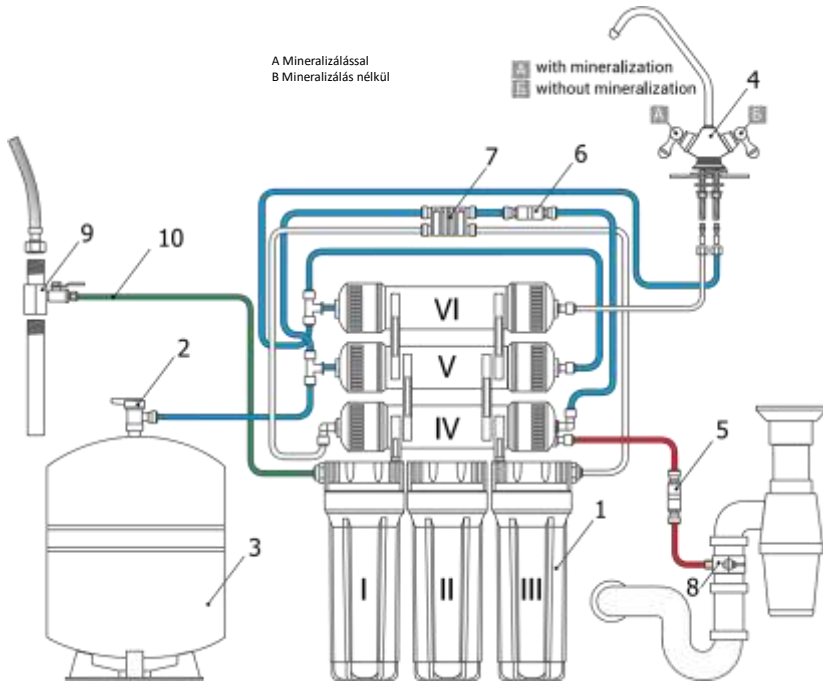 A Mineralizálással
B Mineralizálás nélkül
А with mineralization
Б without mineralization
4
А
Б
7
6
9
10
VI
2
V
IV
5
1
3
I
II
III
8